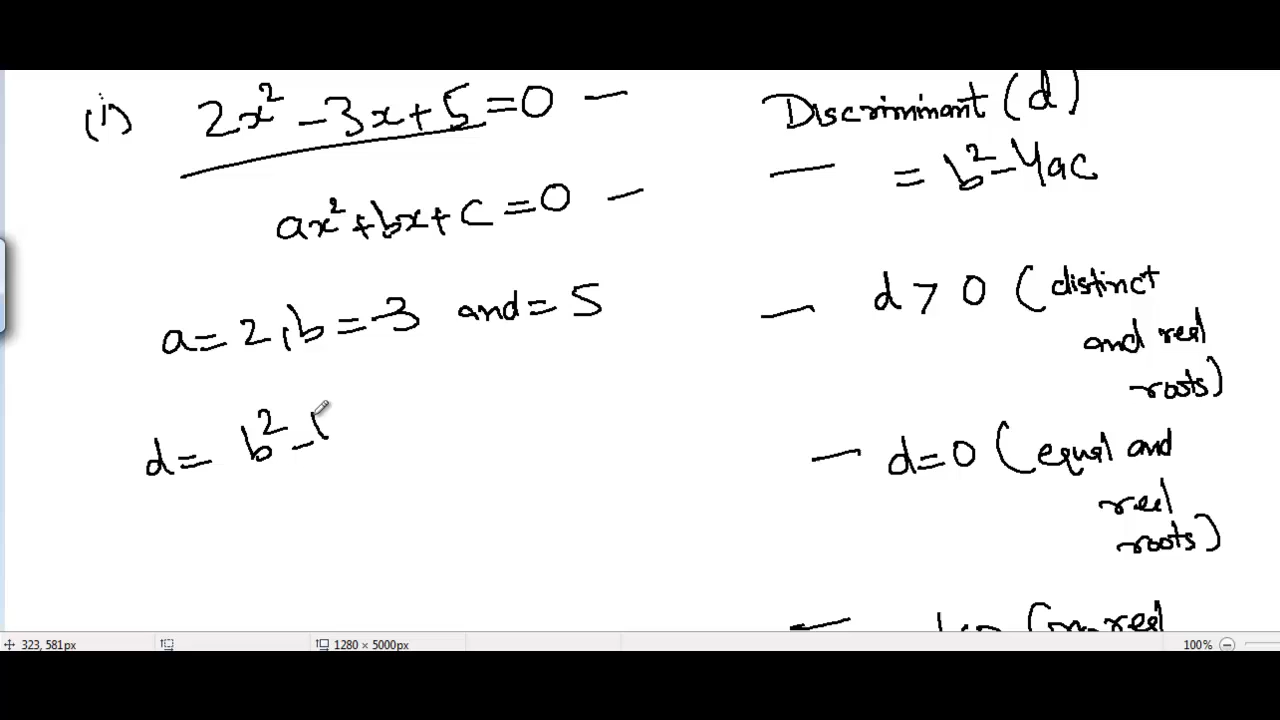 (i) 2x² - 3x + 5 = 0 –
ax² + bx + c = 0 –
a = 2, b = -3 and = 5
d = b² -
Discriminant (d)
– = b² - 4ac
– d > 0 (distinct
and real
roots)
– d = 0 (equal and
reel
roots)
323, 581px
1280 × 5000px
100%